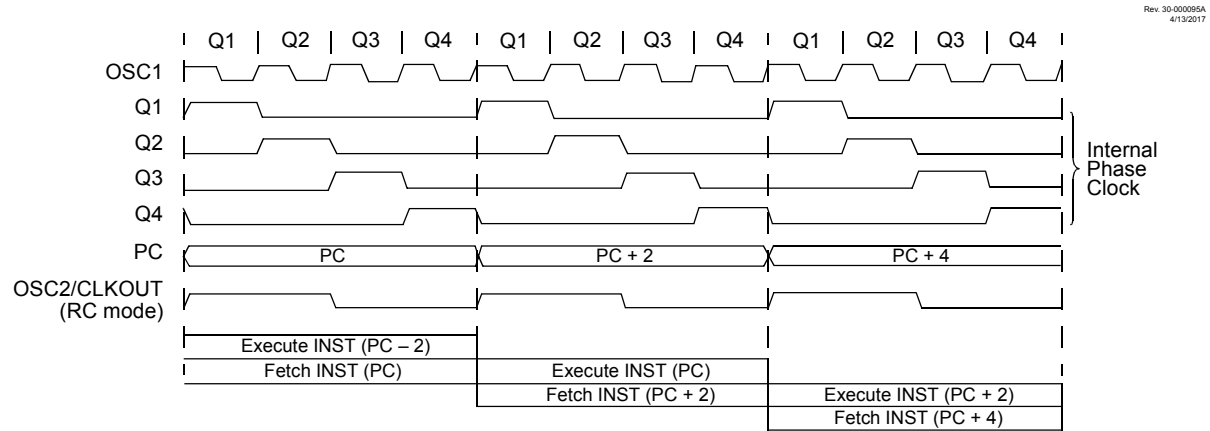 Rev. 30-000095A
4/13/2017
Q1 Q2 Q3 Q4 Q1 Q2 Q3 Q4 Q1 Q2 Q3 Q4
OSC1
Q1
Q2
Q3
Q4
Internal
Phase
Clock
PC PC PC + 2 PC + 4
OSC2/CLKOUT
(RC mode)
Execute INST (PC – 2)
Fetch INST (PC) Execute INST (PC)
Fetch INST (PC + 2) Execute INST (PC + 2)
Fetch INST (PC + 4)